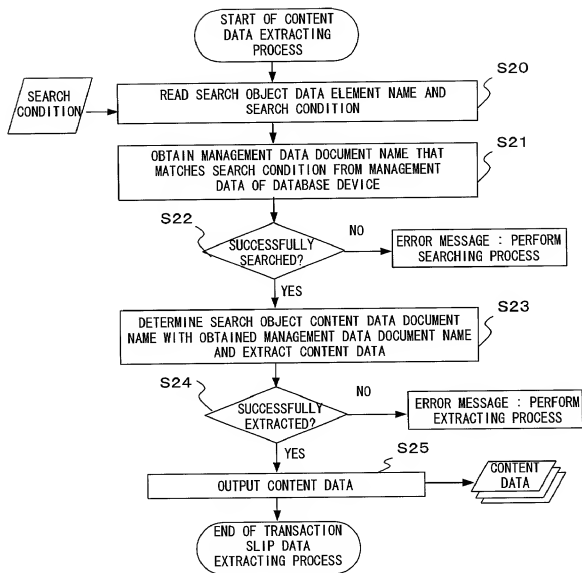 START OF CONTENT
DATA EXTRACTING
PROCESS
S20
SEARCH
CONDITION
READ SEARCH OBJECT DATA ELEMENT NAME AND
SEARCH CONDITION
S21
OBTAIN MANAGEMENT DATA DOCUMENT NAME THAT
MATCHES SEARCH CONDITION FROM MANAGEMENT
DATA OF DATABASE DEVICE
S22
SUCCESSFULLY
SEARCHED?
NO
ERROR MESSAGE : PERFORM
SEARCHING PROCESS
YES
S23
DETERMINE SEARCH OBJECT CONTENT DATA DOCUMENT
NAME WITH OBTAINED MANAGEMENT DATA DOCUMENT NAME
AND EXTRACT CONTENT DATA
S24
SUCCESSFULLY
EXTRACTED?
NO
ERROR MESSAGE : PERFORM
EXTRACTING PROCESS
YES
S25
OUTPUT CONTENT DATA
CONTENT
DATA
END OF TRANSACTION
SLIP DATA
EXTRACTING PROCESS